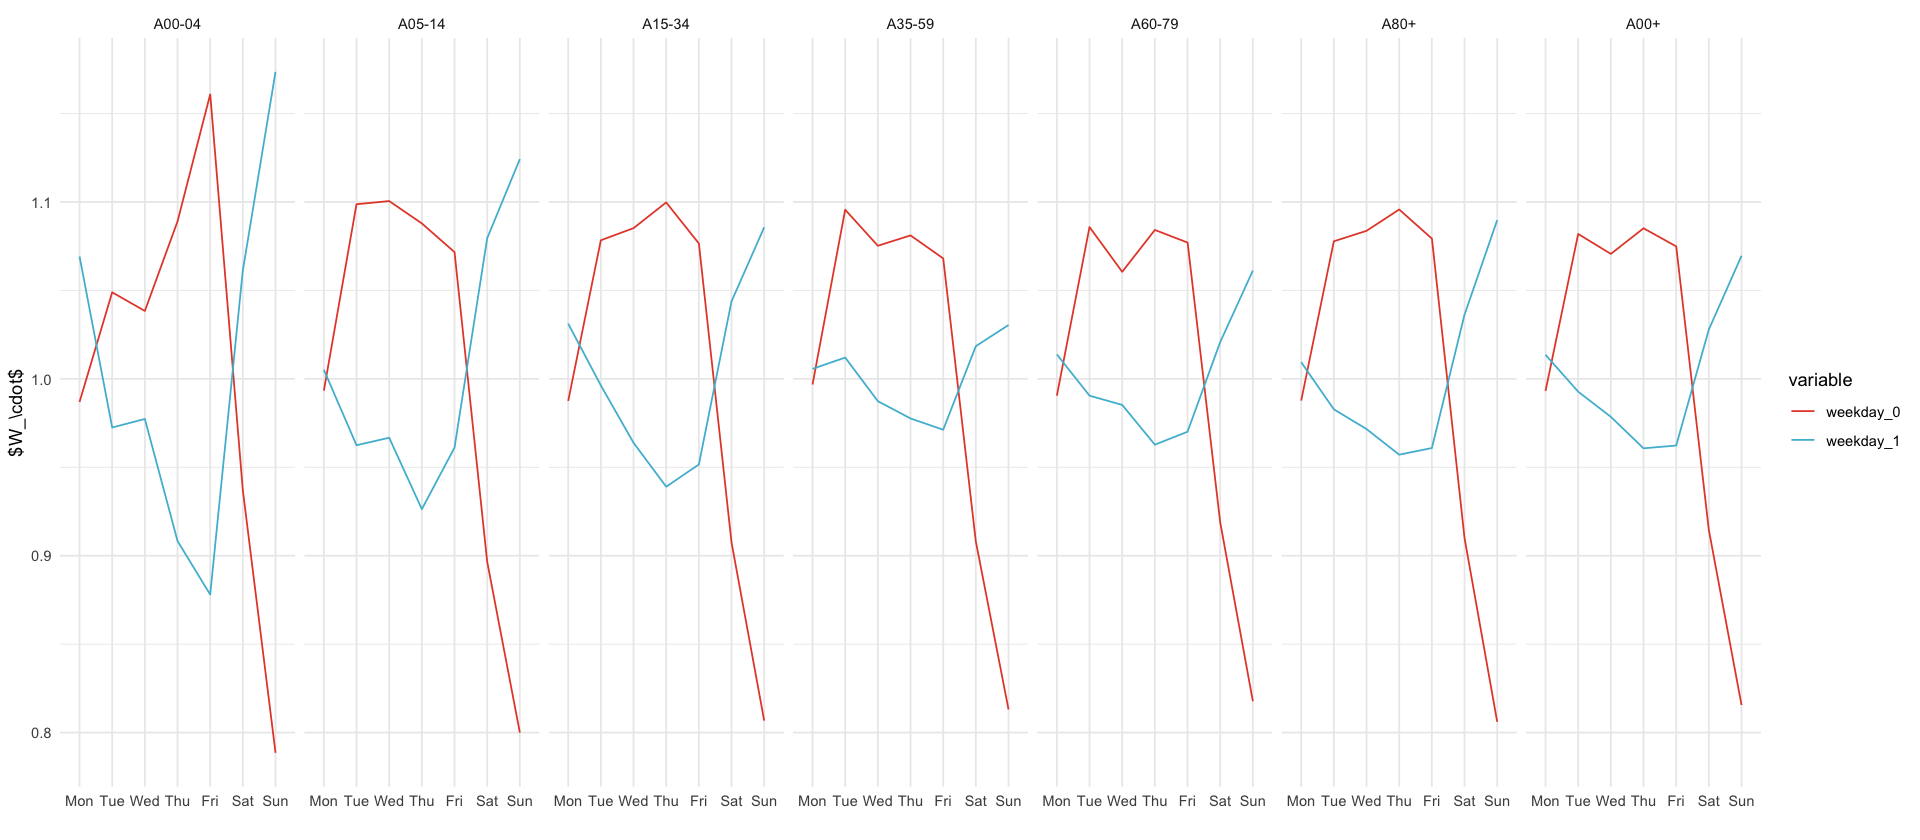 A00-04 A05-14 A15-34 A35-59 A60-79 A80+ A00+
1.1
1.0
0.9
0.8
$W_\cdot$
variable
weekday_0
weekday_1
Mon Tue Wed Thu Fri Sat Sun Mon Tue Wed Thu Fri Sat Sun Mon Tue Wed Thu Fri Sat Sun Mon Tue Wed Thu Fri Sat Sun Mon Tue Wed Thu Fri Sat Sun Mon Tue Wed Thu Fri Sat Sun Mon Tue Wed Thu Fri Sat Sun